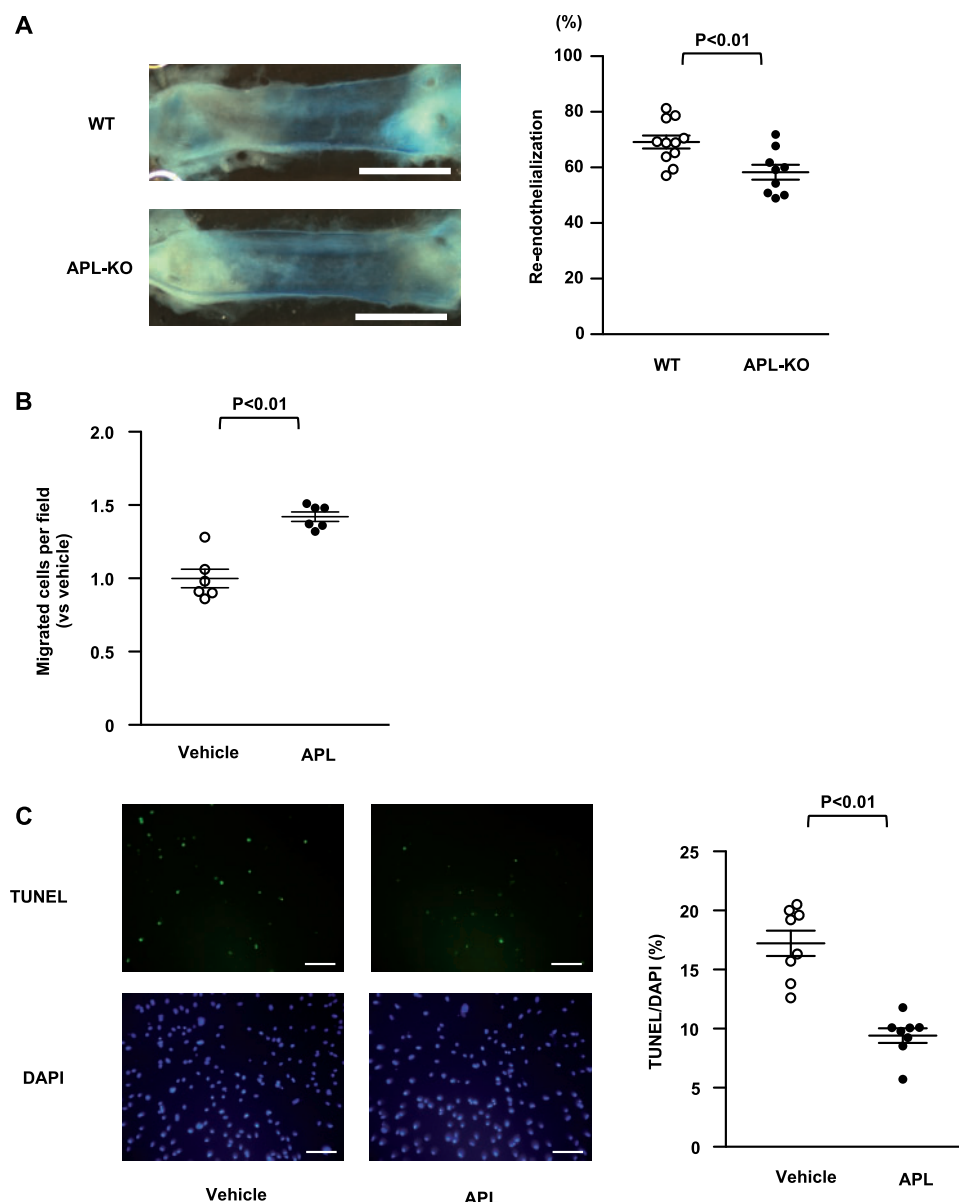 A
WT
APL-KO
(%)
P<0.01
100
80
60
40
20
0
Re-endothelialization
WT
APL-KO
B
P<0.01
2.0
1.5
1.0
0.5
0
Migrated cells per field
(vs vehicle)
Vehicle
APL
C
TUNEL
DAPI
Vehicle
APL
P<0.01
25
20
15
10
5
0
TUNEL/DAPI (%)
Vehicle
APL